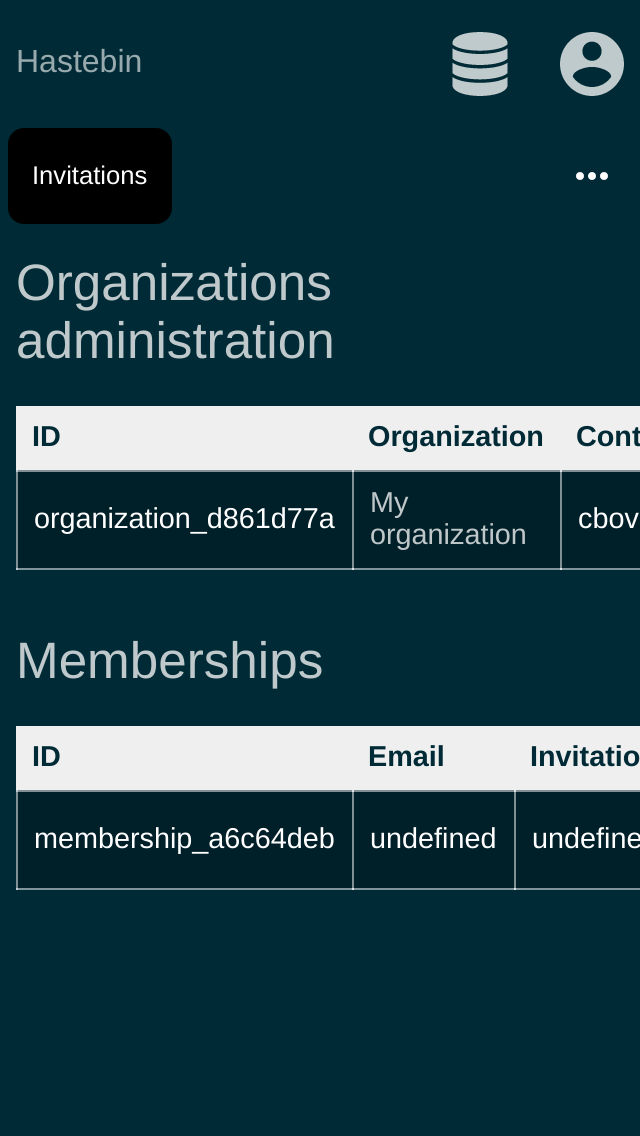 Hastebin
Invitations
Organizations
administration
ID Organization Cont
organization_d861d77a My organization cbov
Memberships
ID Email Invitatio
membership_a6c64deb undefined undefine